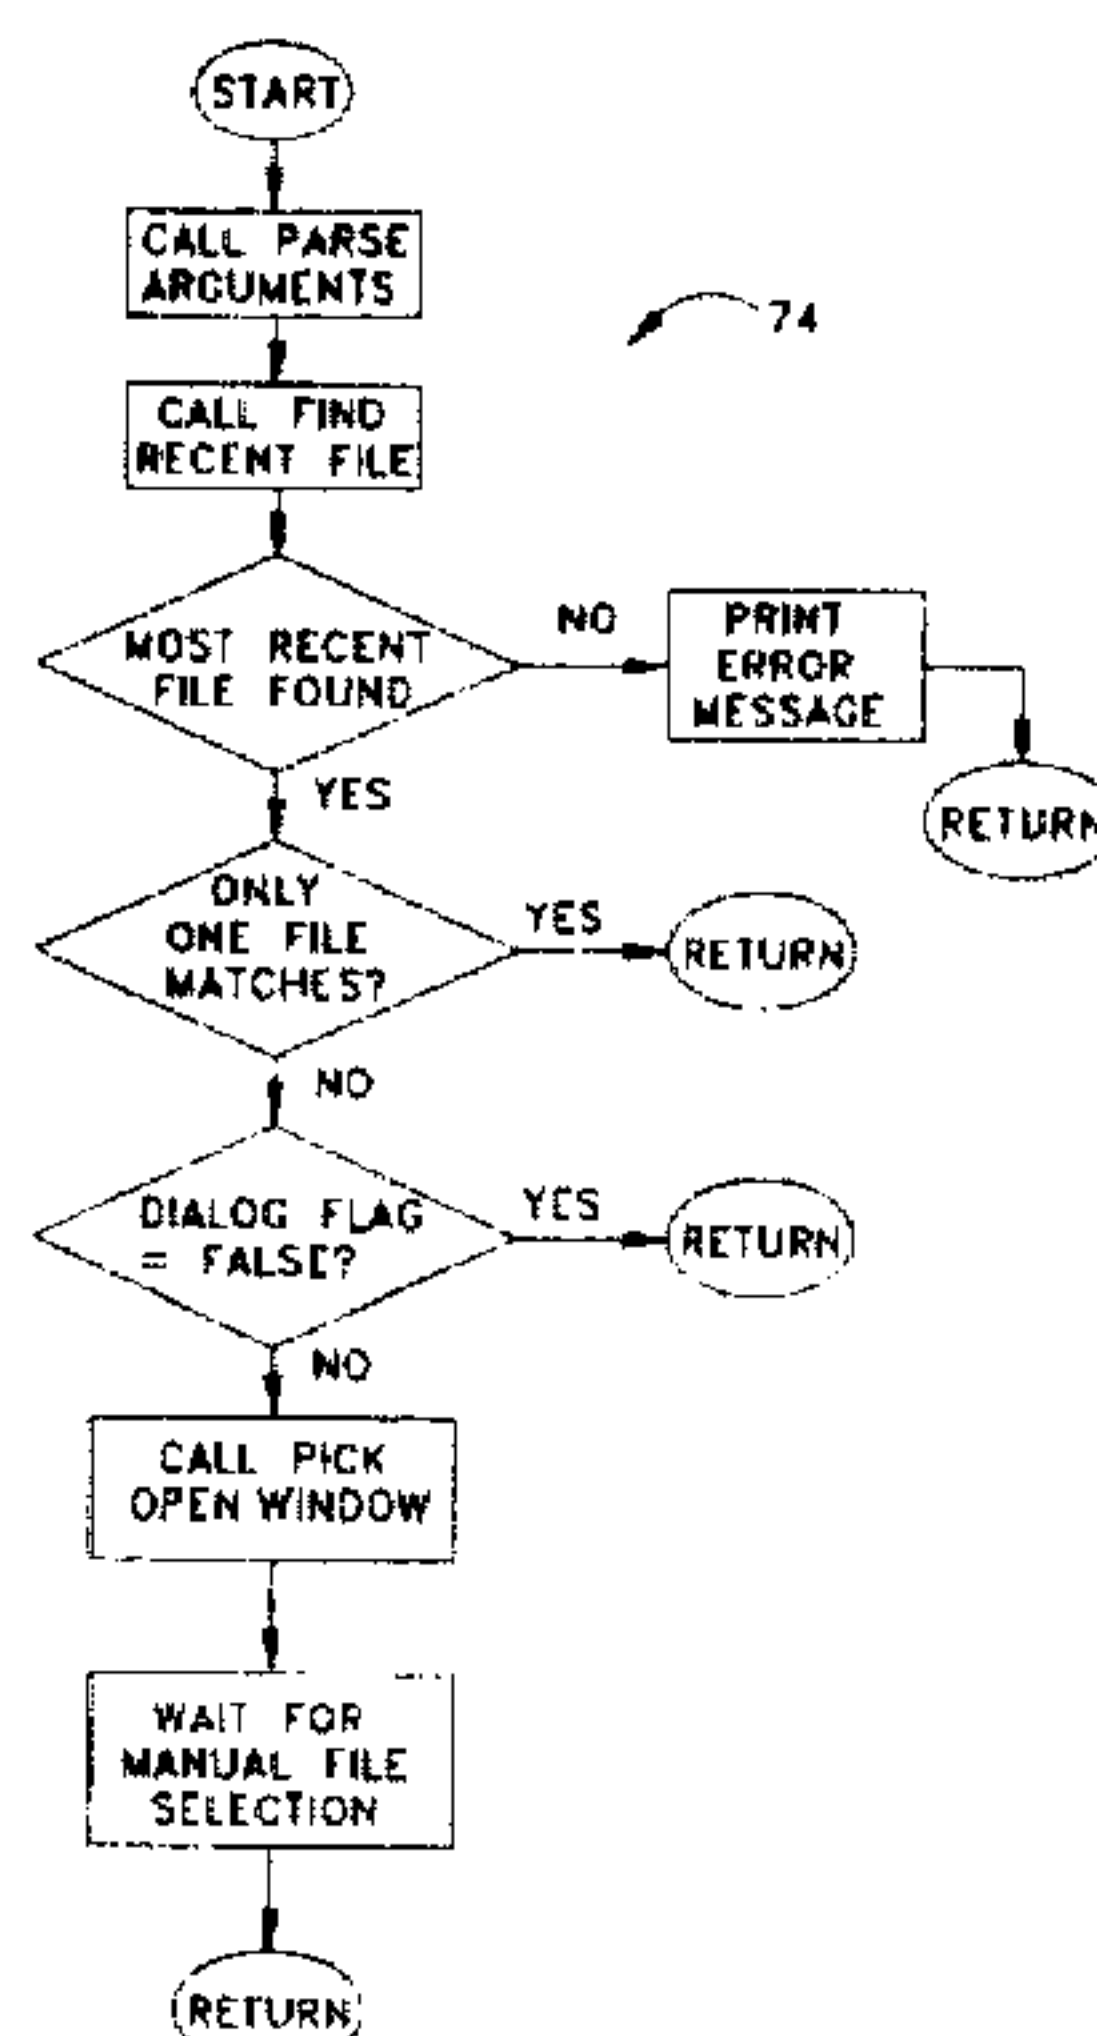 START
CALL PARSE
ARGUMENTS
74
CALL FIND
RECENT FILE
MOST RECENT
FILE FOUND
NO
PRINT
ERROR
MESSAGE
RETURN
YES
ONLY
ONE FILE
MATCHES?
YES
RETURN
NO
DIALOG FLAG
= FALSE?
YES
RETURN
NO
CALL PICK
OPEN WINDOW
WAIT FOR
MANUAL FILE
SELECTION
RETURN